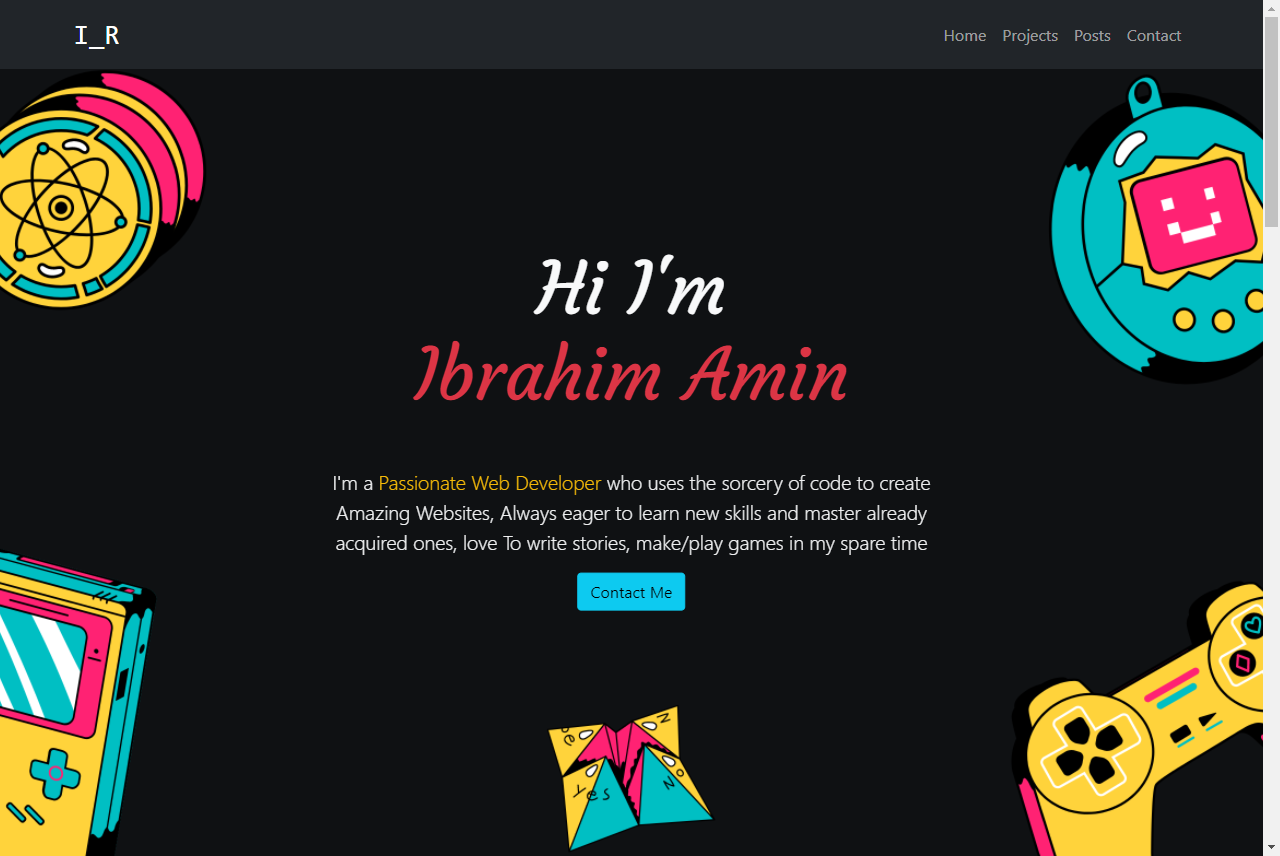 I_R
Home Projects Posts Contact
Hi I'm
Ibrahim Amin
I'm a Passionate Web Developer who uses the sorcery of code to create
Amazing Websites, Always eager to learn new skills and master already
acquired ones, love To write stories, make/play games in my spare time
Contact Me
yes
No